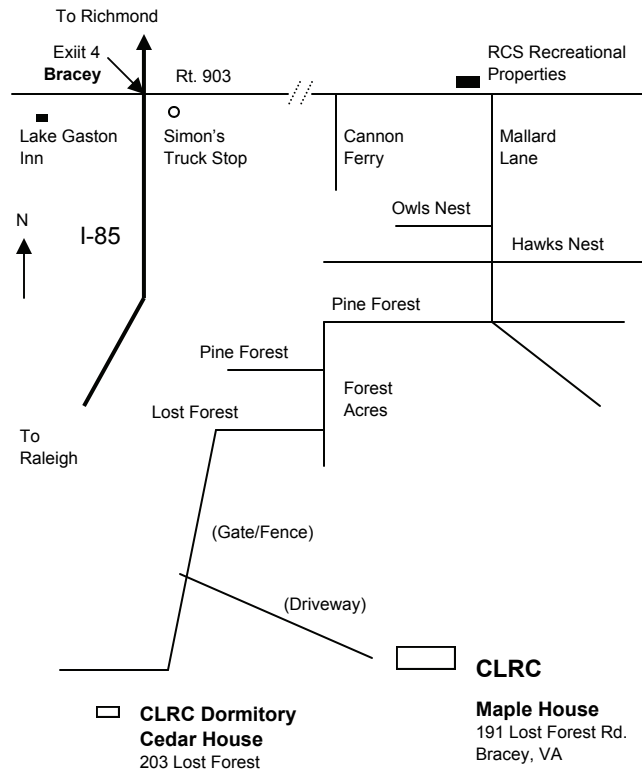 To Richmond
Exiit 4
Bracey
Rt. 903
RCS Recreational
Properties
Lake Gaston
Inn
Simon's
Truck Stop
Cannon
Ferry
Mallard
Lane
N
I-85
Owls Nest
Hawks Nest
Pine Forest
Pine Forest
Forest
Acres
Lost Forest
To
Raleigh
(Gate/Fence)
(Driveway)
CLRC
Maple House
191 Lost Forest Rd.
Bracey, VA
CLRC Dormitory
Cedar House
203 Lost Forest